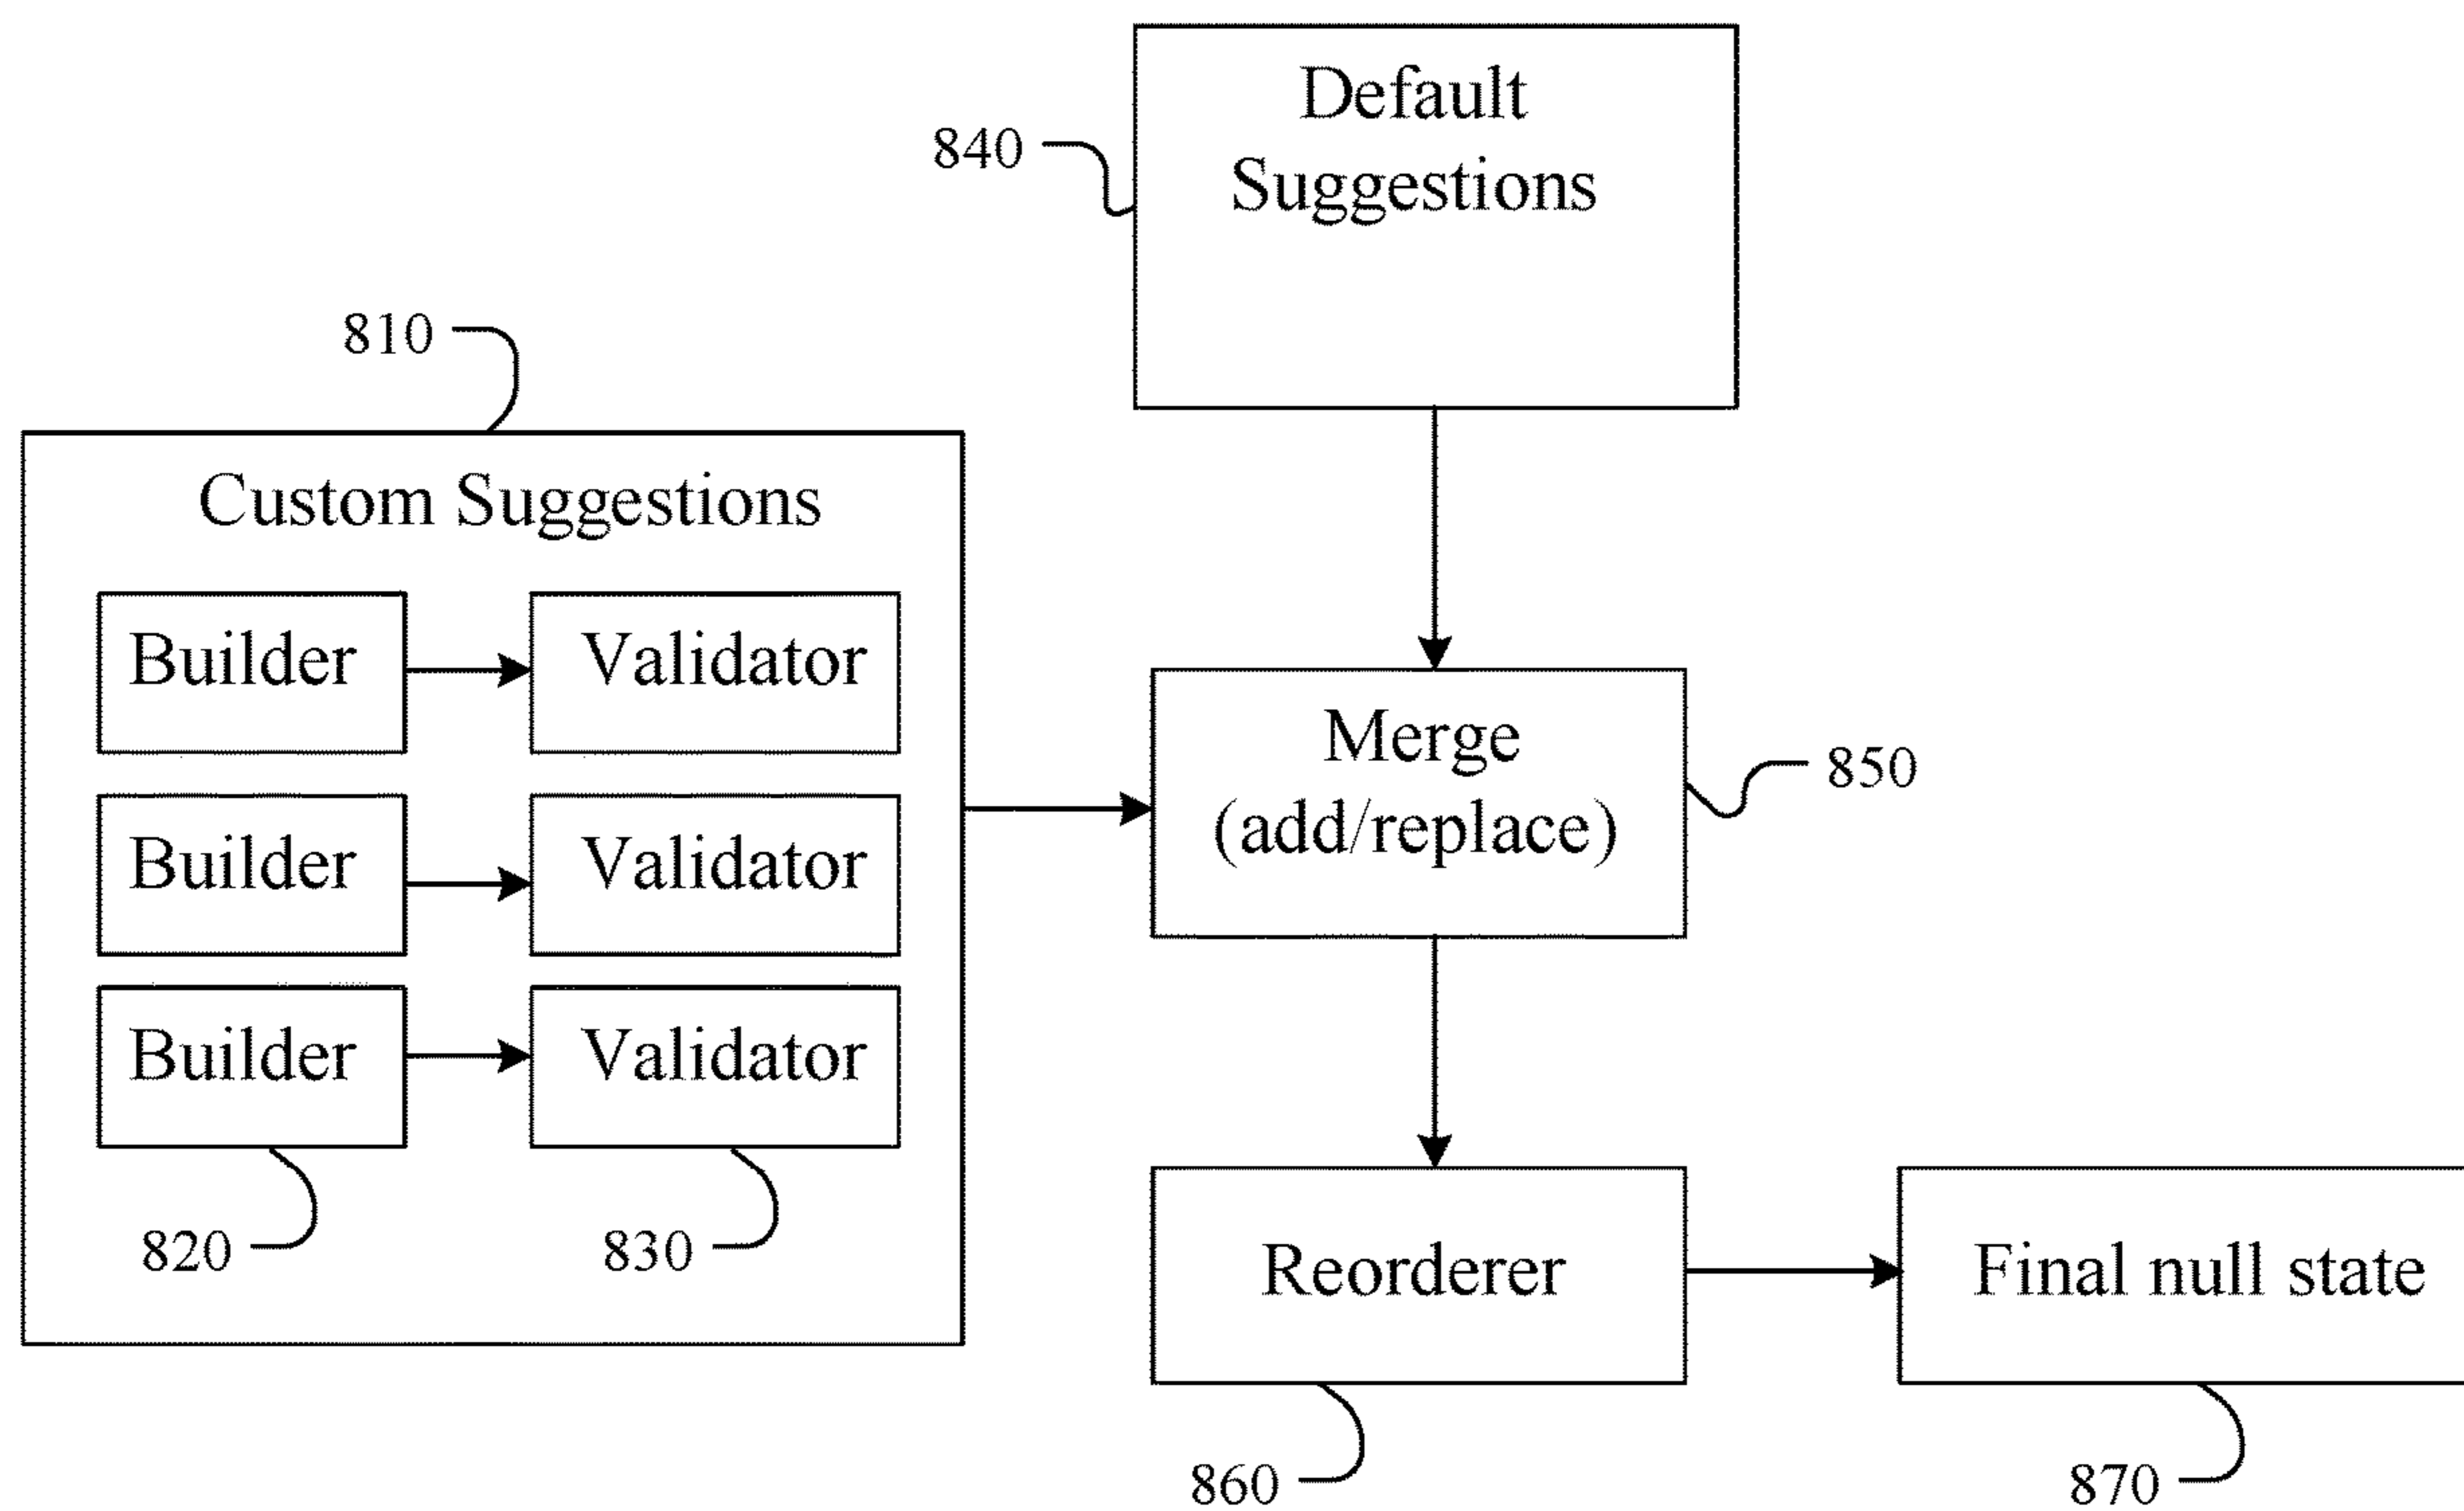 Default
Suggestions
840
810
Custom Suggestions
Builder
Validator
Builder
Validator
Builder
Validator
820
830
Merge
(add/replace)
850
Reorderer
Final null state
860
870